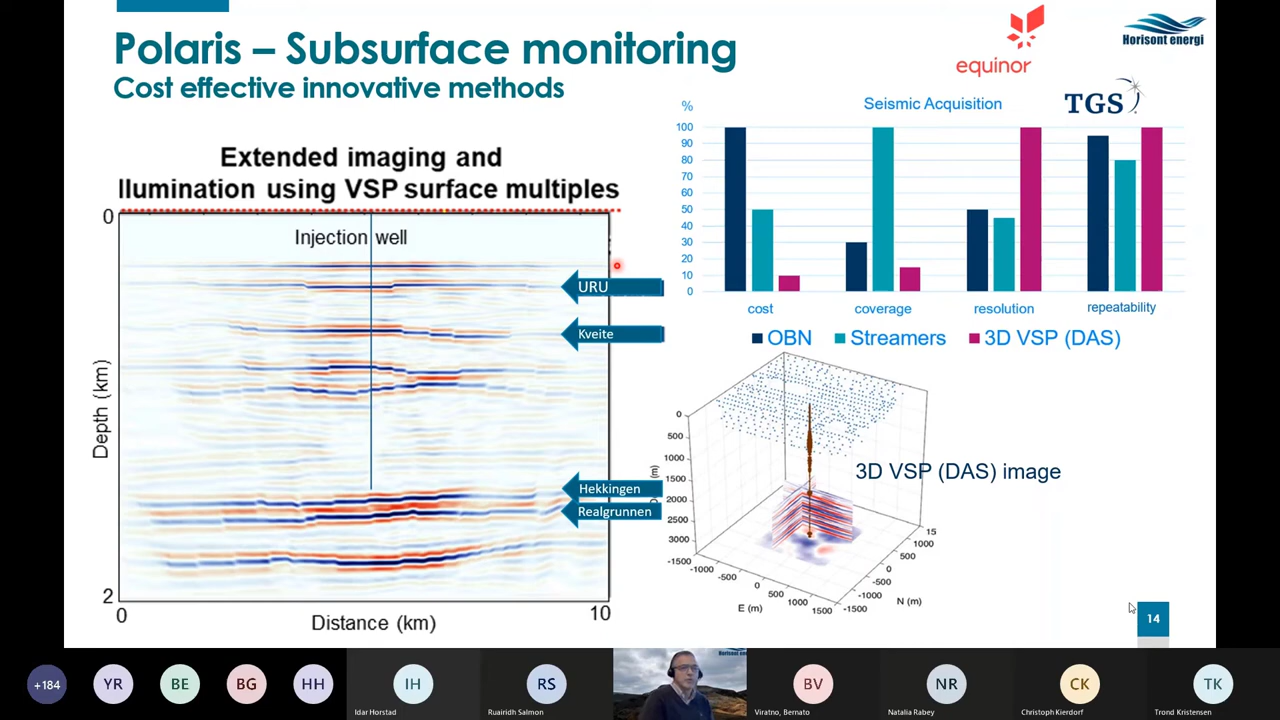 Polaris – Subsurface monitoring
Cost effective innovative methods
equinor
Horisont energi
Extended imaging and
Illumination using VSP surface multiples
0
Injection well
URU
Kveite
Hekkingen
Realgrunnen
Depth (km)
2
0
10
Distance (km)
%
Seismic Acquisition
TGS
100
90
80
70
60
50
40
30
20
10
0
cost
coverage
resolution
repeatability
OBN
Streamers
3D VSP (DAS)
0
500
1000
1500
2000
2500
3000
(m)
3D VSP (DAS) image
-1500
-1000
-500
0
500
1000
1500
E (m)
-1500
-1000
-500
0
500
1000
15
N (m)
14
+184
YR
BE
BG
HH
IH
Idar Horstad
RS
Ruairidh Salmon
Horisont en
BV
Viratno, Bernato
NR
Natalia Rabey
CK
Christoph Kierdorf
TK
Trond Kristensen